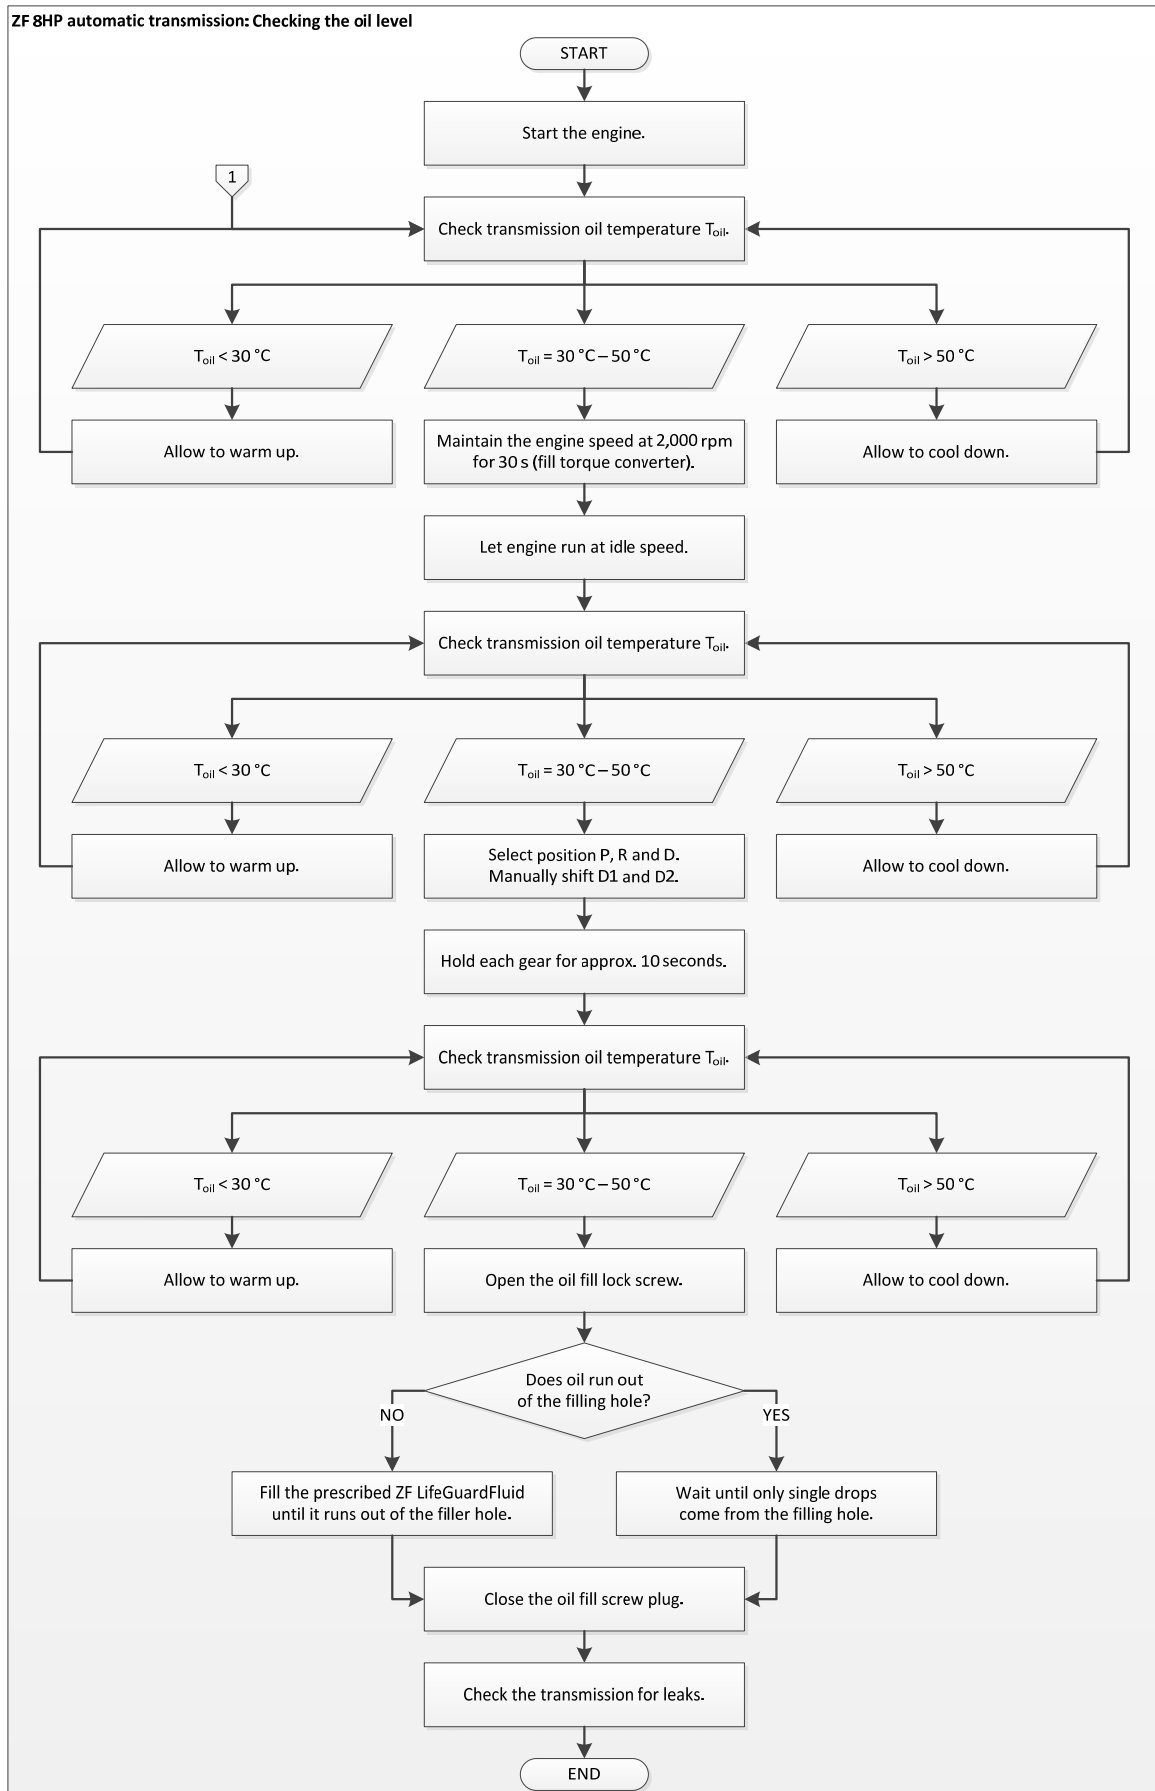 ZF 8HP automatic transmission: Checking the oil level
START
Start the engine.
1
Check transmission oil temperature Toil.
Toil < 30 °C
Toil = 30 °C – 50 °C
Toil > 50 °C
Allow to warm up.
Maintain the engine speed at 2,000 rpm
for 30 s (fill torque converter).
Allow to cool down.
Let engine run at idle speed.
Check transmission oil temperature Toil.
Toil < 30 °C
Toil = 30 °C – 50 °C
Toil > 50 °C
Allow to warm up.
Select position P, R and D.
Manually shift D1 and D2.
Allow to cool down.
Hold each gear for approx. 10 seconds.
Check transmission oil temperature Toil.
Toil < 30 °C
Toil = 30 °C – 50 °C
Toil > 50 °C
Allow to warm up.
Open the oil fill lock screw.
Allow to cool down.
Does oil run out
of the filling hole?
NO
YES
Fill the prescribed ZF LifeGuardFluid
until it runs out of the filler hole.
Wait until only single drops
come from the filling hole.
Close the oil fill screw plug.
Check the transmission for leaks.
END